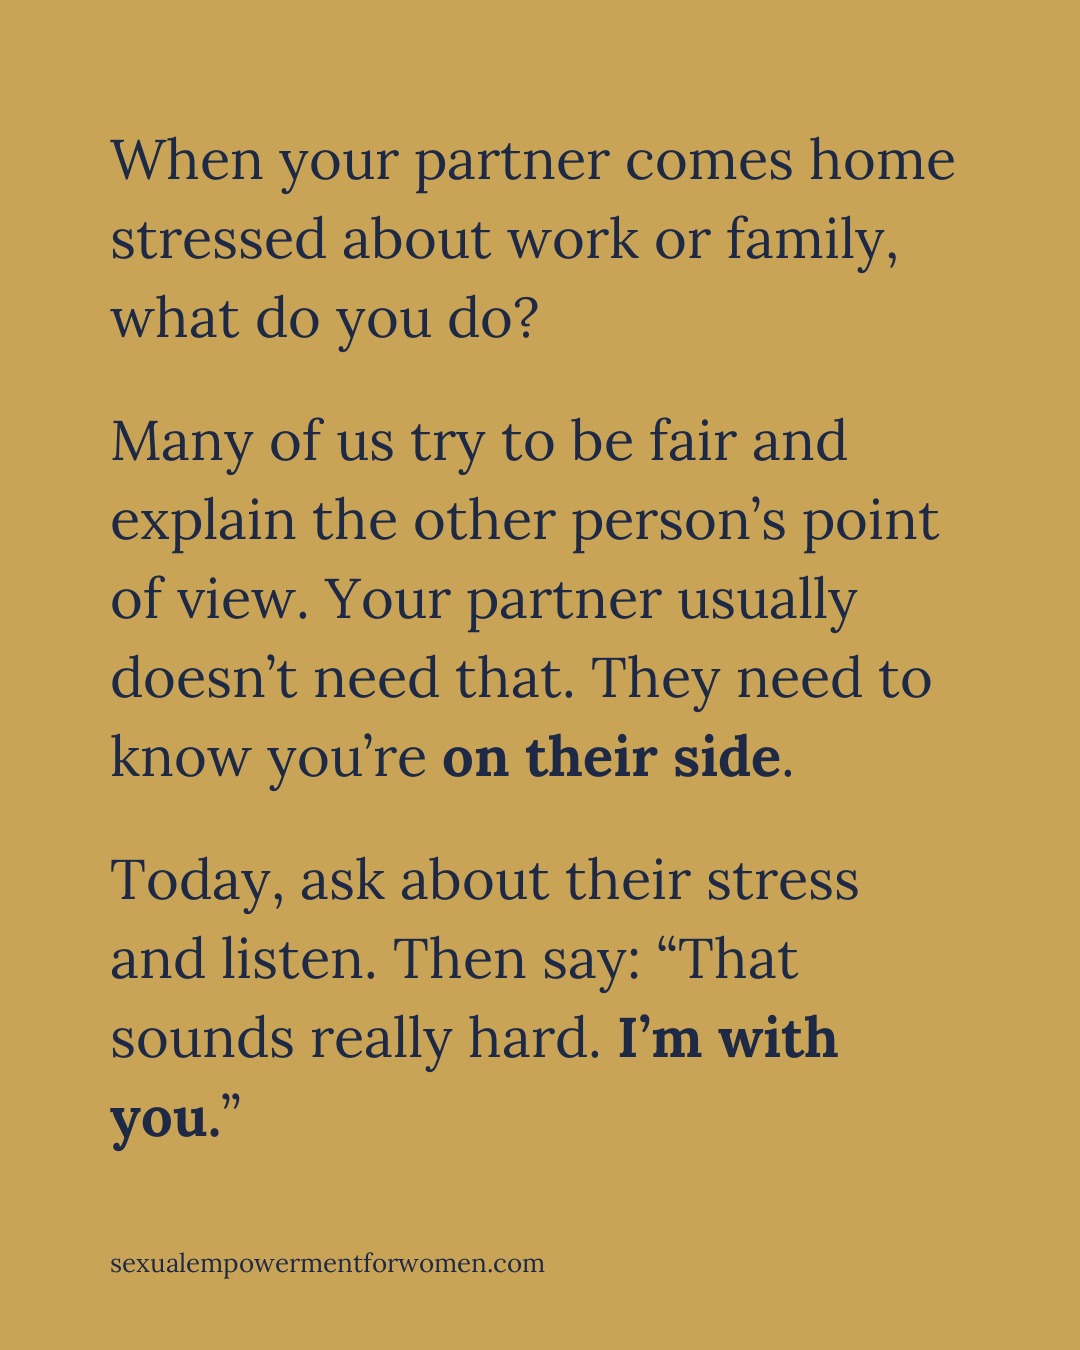 When your partner comes home
stressed about work or family,
what do you do?
Many of us try to be fair and
explain the other person’s point
of view. Your partner usually
doesn’t need that. They need to
know you’re on their side.
Today, ask about their stress
and listen. Then say: “That
sounds really hard. I’m with
you.”
sexualempowermentforwomen.com